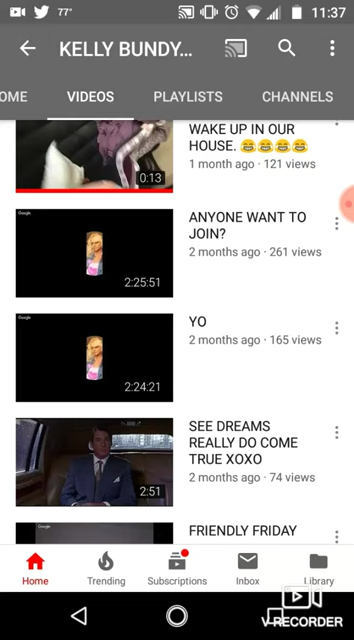 77° 11:37
KELLY BUNDY...
OME VIDEOS PLAYLISTS CHANNELS
WAKE UP IN OUR
HOUSE. 😂😂😂😂
1 month ago · 121 views
0:13
Google
ANYONE WANT TO
JOIN?
2 months ago · 261 views
2:25:51
Google
YO
2 months ago · 165 views
2:24:21
SEE DREAMS
REALLY DO COME
TRUE XOXO
2 months ago · 74 views
2:51
Google
FRIENDLY FRIDAY
Home Trending Subscriptions Inbox Library
V RECORDER